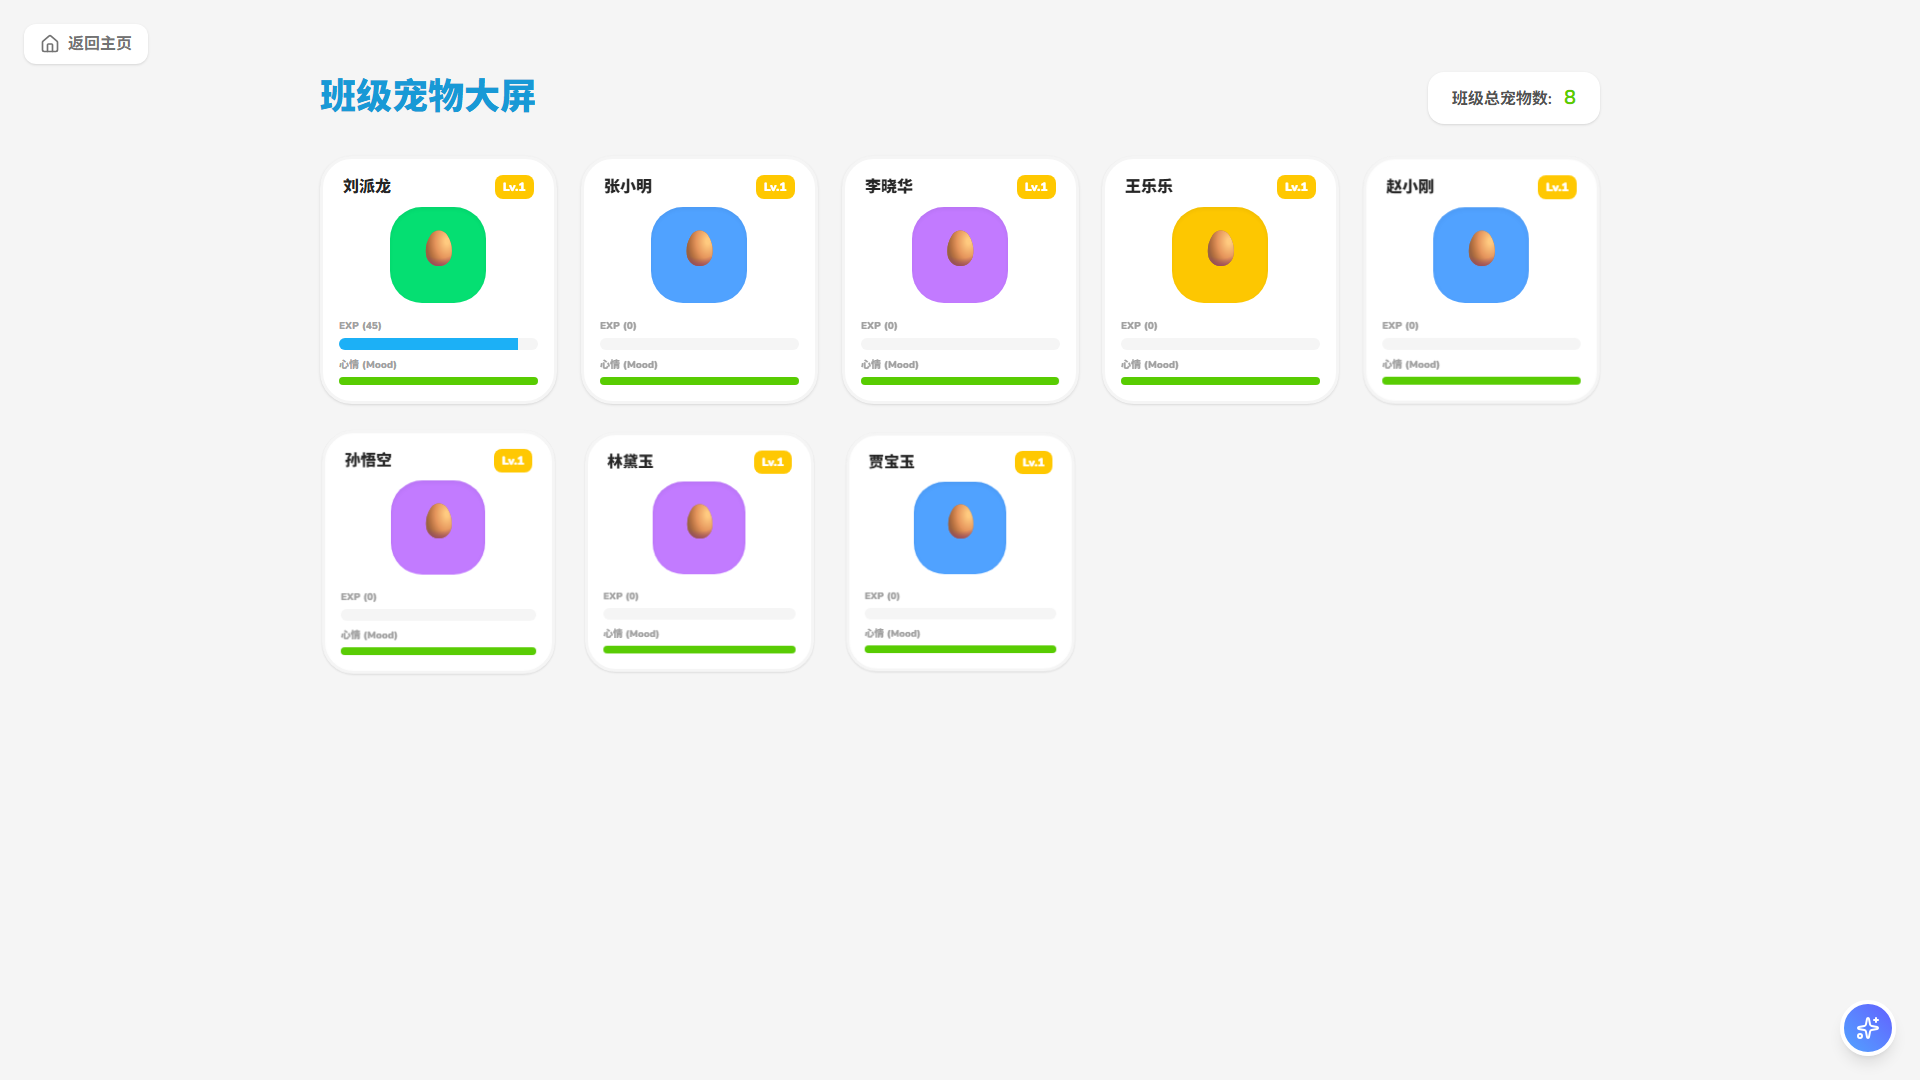 返回主页
班级宠物大屏
班级总宠物数: 8
刘派龙 Lv.1
EXP (45)
心情 (Mood)
张小明 Lv.1
EXP (0)
心情 (Mood)
李晓华 Lv.1
EXP (0)
心情 (Mood)
王乐乐 Lv.1
EXP (0)
心情 (Mood)
赵小刚 Lv.1
EXP (0)
心情 (Mood)
孙悟空 Lv.1
EXP (0)
心情 (Mood)
林黛玉 Lv.1
EXP (0)
心情 (Mood)
贾宝玉 Lv.1
EXP (0)
心情 (Mood)